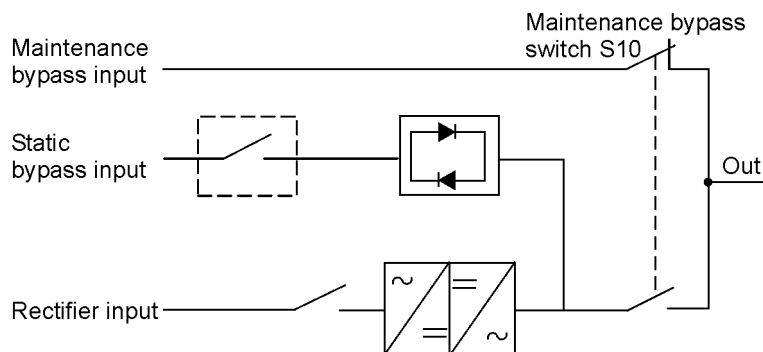 Maintenance bypass
switch S10
Maintenance
bypass input
Static
bypass input
Out
Rectifier input